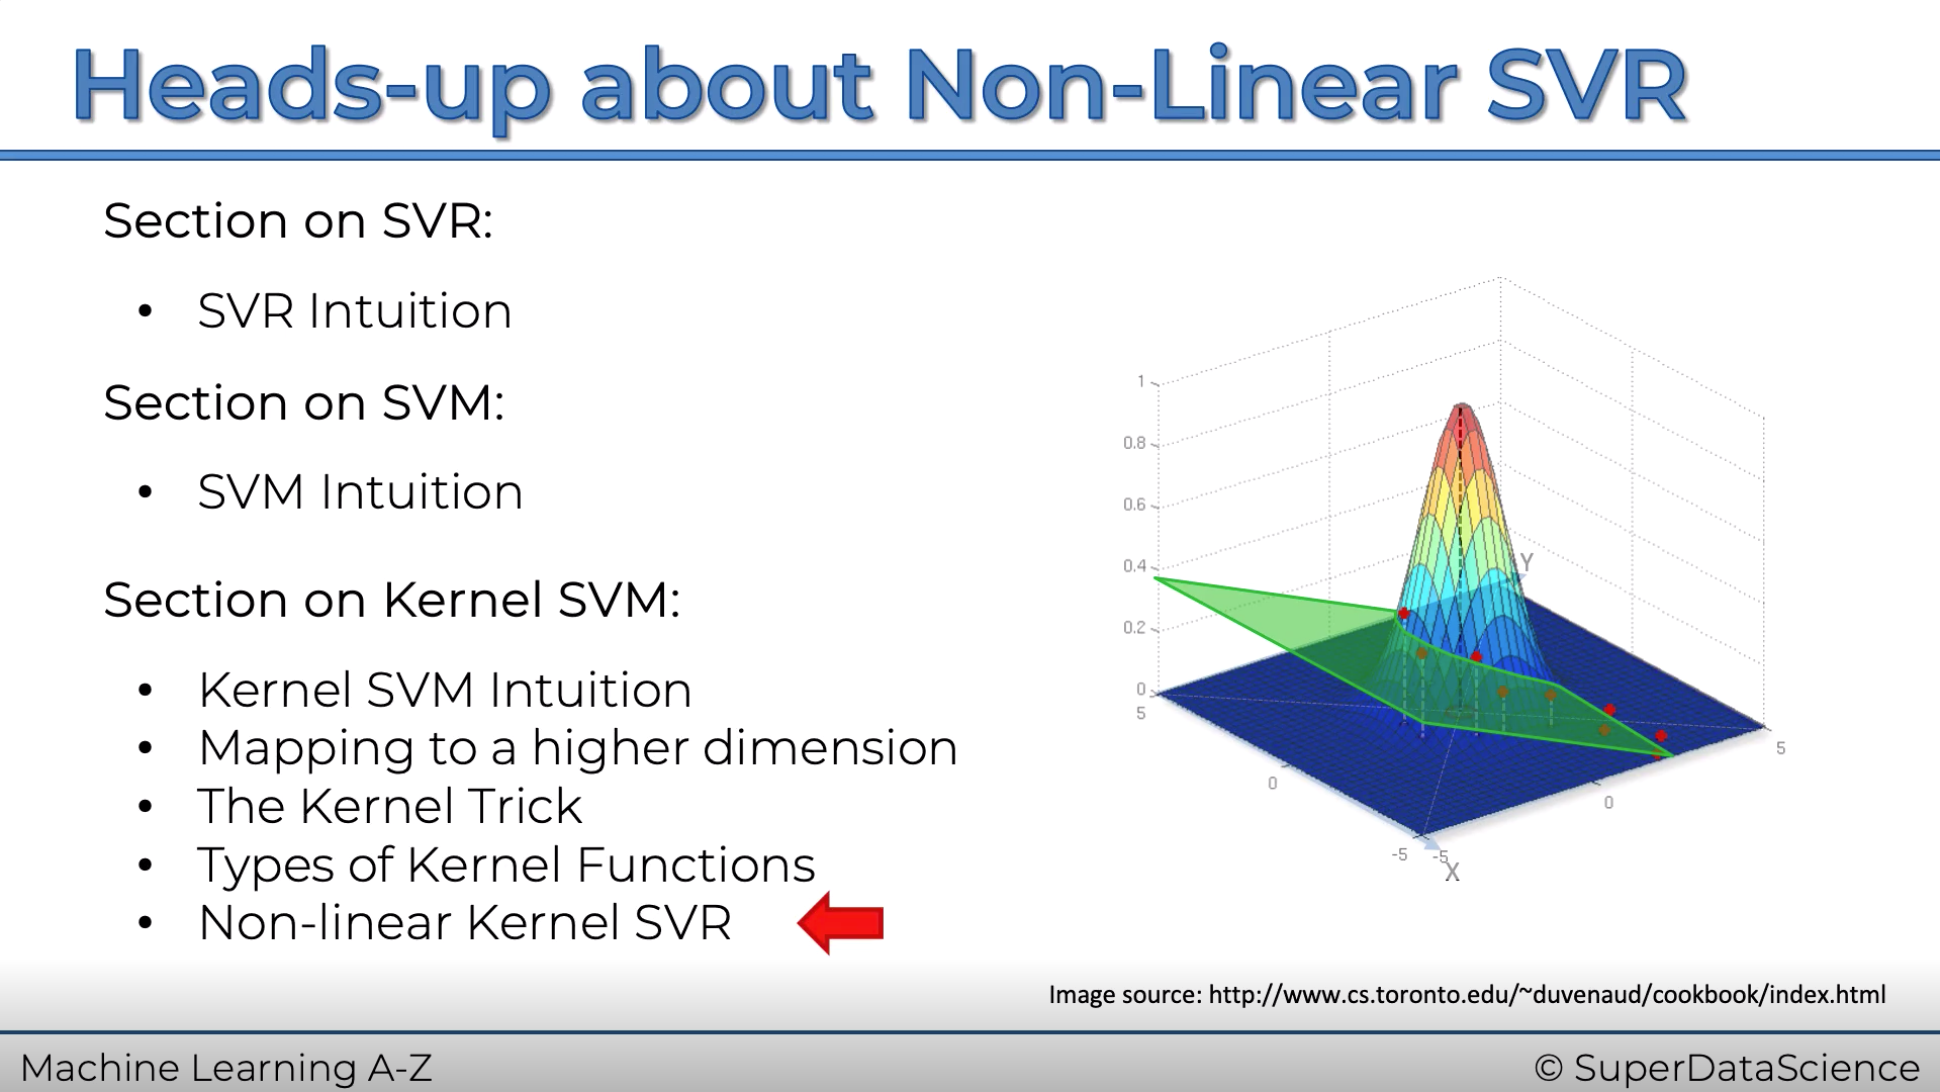 Heads-up about Non-Linear SVR
Section on SVR:
• SVR Intuition
Section on SVM:
• SVM Intuition
Section on Kernel SVM:
• Kernel SVM Intuition
• Mapping to a higher dimension
• The Kernel Trick
• Types of Kernel Functions
• Non-linear Kernel SVR
1
0.8
0.6
0.4
0.2
0
5
0
-5
-5
0
5
X
Y
Image source: http://www.cs.toronto.edu/~duvenaud/cookbook/index.html
Machine Learning A-Z
© SuperDataScience